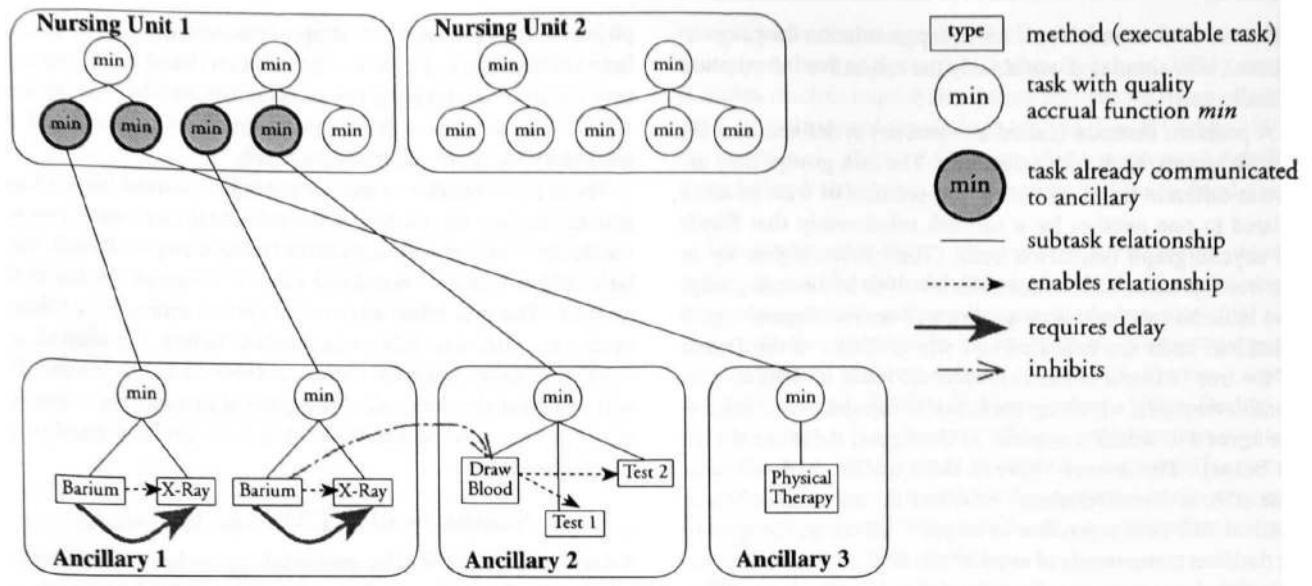 Nursing Unit 1
min
min
min
min
min
min
min
Nursing Unit 2
min
min
min
min
min
min
min
type
method (executable task)
min
task with quality
accrual function min
min
task already communicated
to ancillary
subtask relationship
enables relationship
requires delay
inhibits
min
min
Barium
X-Ray
Barium
X-Ray
Ancillary 1
min
Draw
Blood
Test 2
Test 1
Ancillary 2
min
Physical
Therapy
Ancillary 3